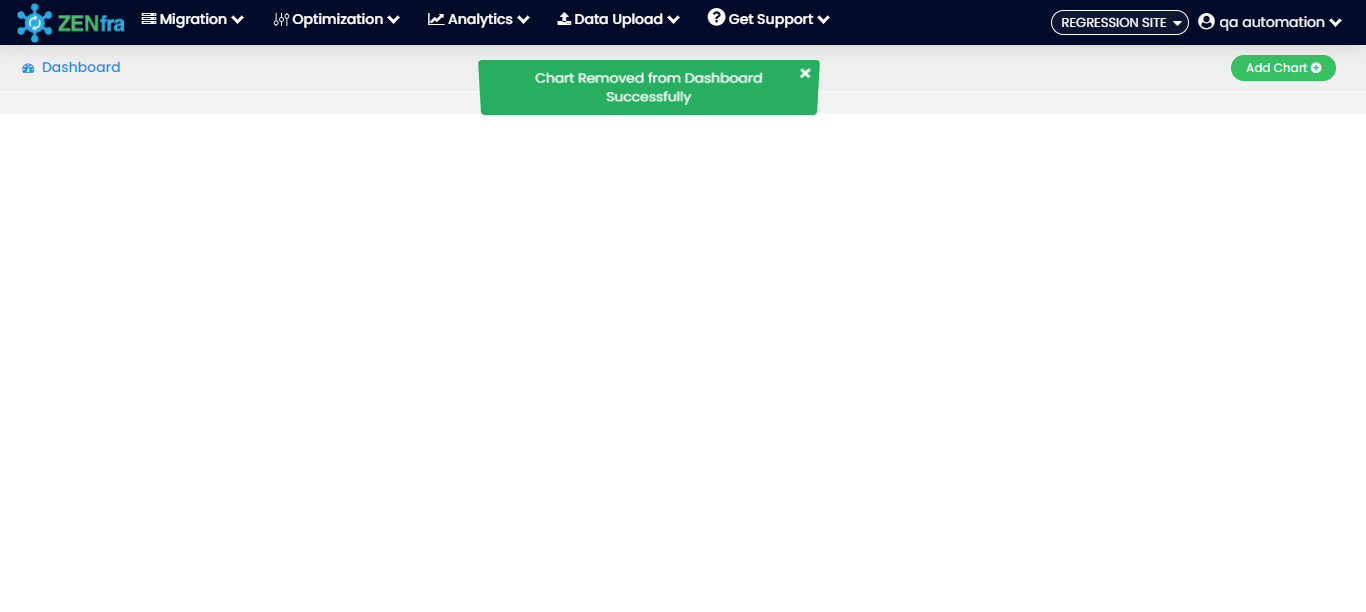 ZENfra
Migration
Optimization
Analytics
Data Upload
Get Support
REGRESSION SITE
qa automation
Dashboard
Chart Removed from Dashboard
Successfully
Add Chart